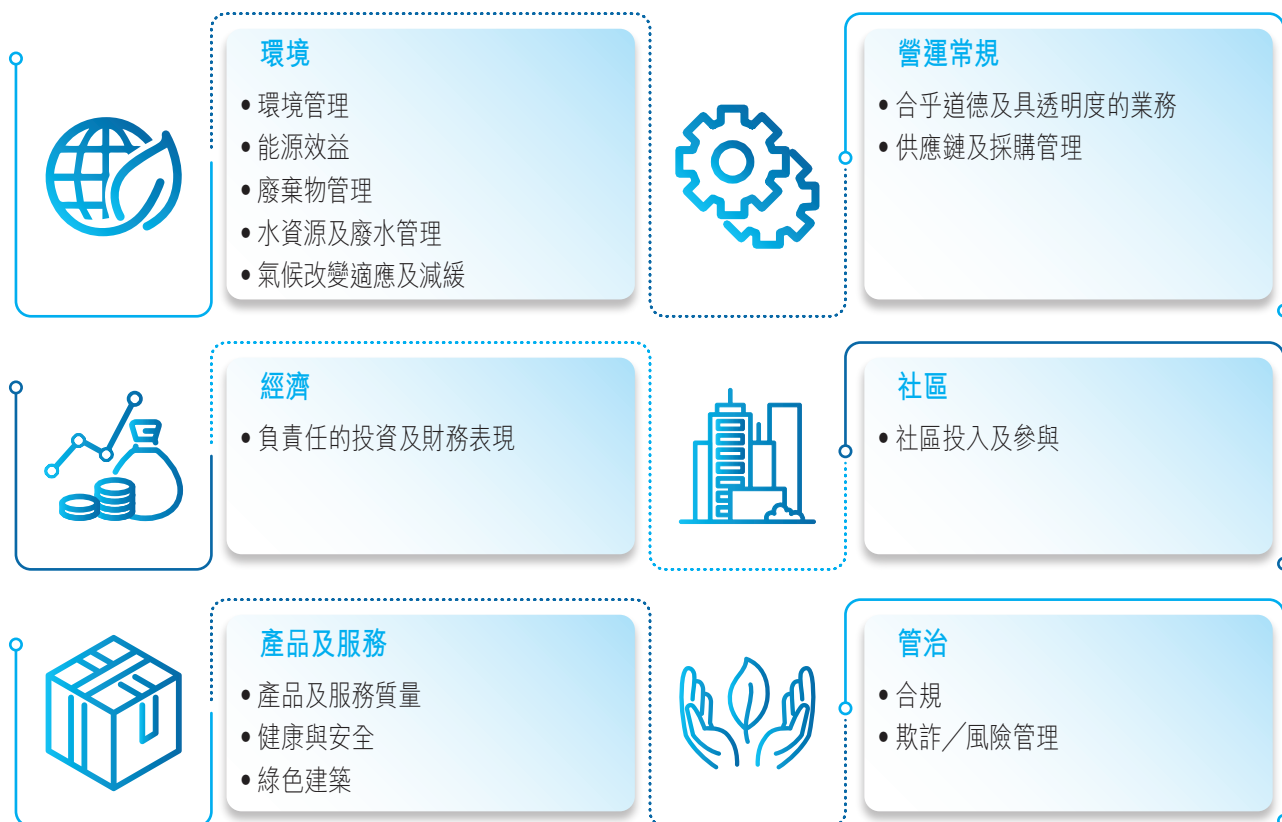 環境
• 環境管理
• 能源效益
• 廢棄物管理
• 水資源及廢水管理
• 氣候改變適應及減緩
營運常規
• 合乎道德及具透明度的業務
• 供應鏈及採購管理
經濟
• 負責任的投資及財務表現
社區
• 社區投入及參與
產品及服務
• 產品及服務質量
• 健康與安全
• 綠色建築
管治
• 合規
• 欺詐╱風險管理